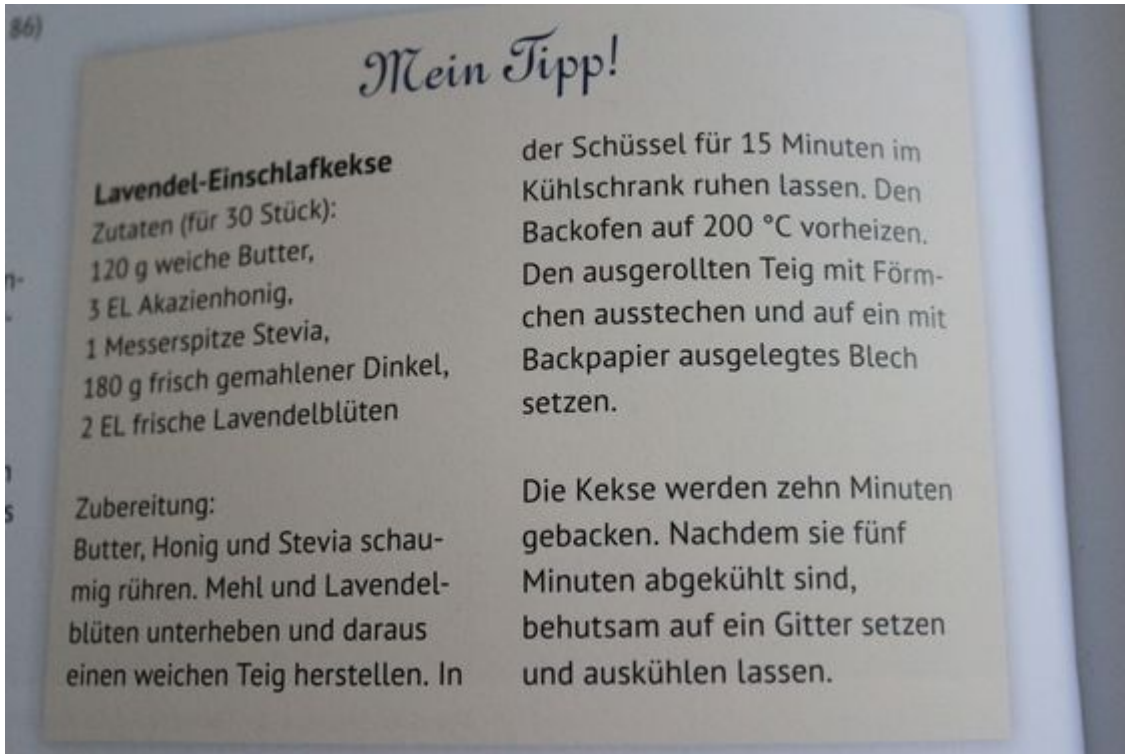 86)
Mein Tipp!
Lavendel-Einschlafkekse
Zutaten (für 30 Stück):
120 g weiche Butter,
3 EL Akazienhonig,
1 Messerspitze Stevia,
180 g frisch gemahlener Dinkel,
2 EL frische Lavendelblüten
Zubereitung:
Butter, Honig und Stevia schau-
mig rühren. Mehl und Lavendel-
blüten unterheben und daraus
einen weichen Teig herstellen. In
der Schüssel für 15 Minuten im
Kühlschrank ruhen lassen. Den
Backofen auf 200 °C vorheizen.
Den ausgerollten Teig mit Förm-
chen ausstechen und auf ein mit
Backpapier ausgelegtes Blech
setzen.
Die Kekse werden zehn Minuten
gebacken. Nachdem sie fünf
Minuten abgekühlt sind,
behutsam auf ein Gitter setzen
und auskühlen lassen.